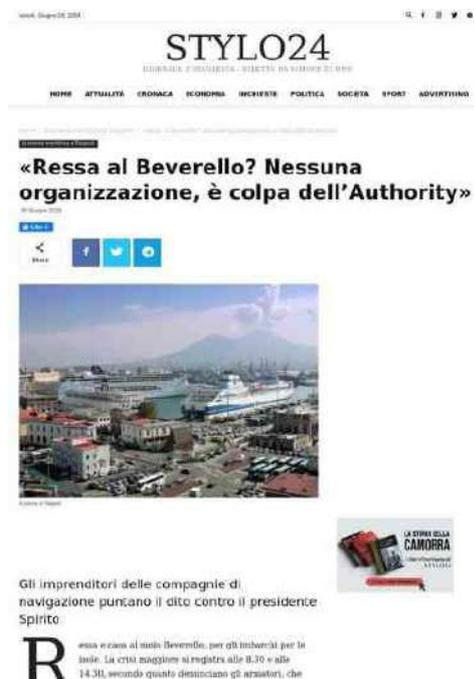 STYLO24
HOME ATTUALITÀ CRONACA ECONOMIA INCHIESTE POLITICA SOCIETÀ SPORT ADVERTISING
«Ressa al Beverello? Nessuna
organizzazione, è colpa dell’Authority»
Share
LA STORIA DELLA
CAMORRA
Gli imprenditori delle compagnie di
navigazione puntano il dito contro il presidente
Spirito
Ressa e caos al molo Beverello, per gli imbarchi per le
isole. La crisi maggiore si registra alle 8.30 e alle
14.30, secondo quanto denunciano gli armatori, che